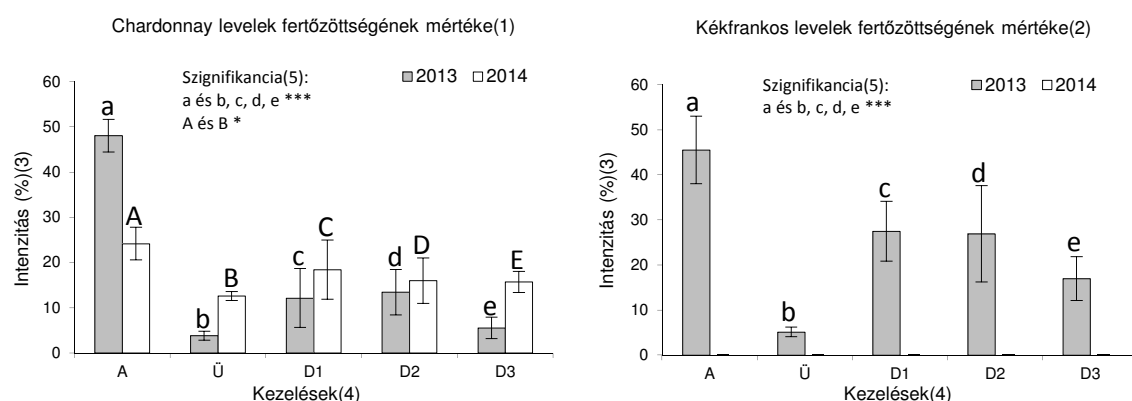 Chardonnay levelek fertőzöttségének mértéke(1)
Szignifikancia(5):
a és b, c, d, e ***
A és B *
2013 2014
Intenzitás (%)(3)
60
50
40
30
20
10
0
a
A
b
B
c
C
d
D
e
E
A Ü D1 D2 D3
Kezelések(4)
Kékfrankos levelek fertőzöttségének mértéke(2)
Szignifikancia(5):
a és b, c, d, e ***
2013 2014
Intenzitás (%)(3)
60
50
40
30
20
10
0
a
b
c
d
e
A Ü D1 D2 D3
Kezelések(4)